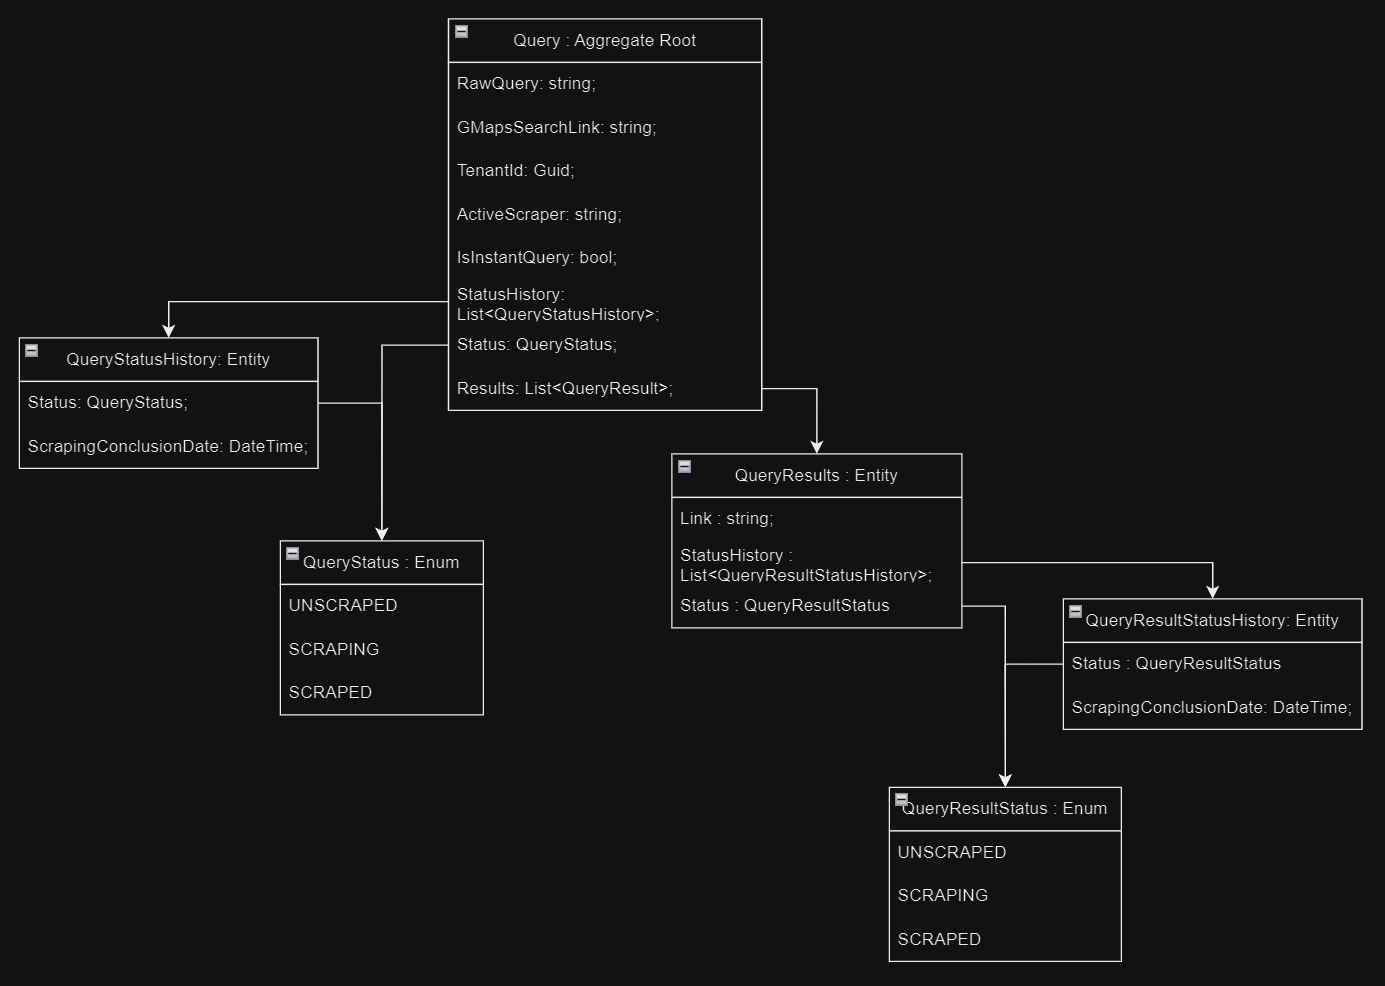 Query : Aggregate Root
RawQuery: string;
GMapsSearchLink: string;
TenantId: Guid;
ActiveScraper: string;
IsInstantQuery: bool;
StatusHistory:
List<QueryStatusHistory>;
Status: QueryStatus;
Results: List<QueryResult>;
QueryStatusHistory: Entity
Status: QueryStatus;
ScrapingConclusionDate: DateTime;
QueryStatus : Enum
UNSCRAPED
SCRAPING
SCRAPED
QueryResults : Entity
Link : string;
StatusHistory :
List<QueryResultStatusHistory>;
Status : QueryResultStatus
QueryResultStatusHistory: Entity
Status : QueryResultStatus
ScrapingConclusionDate: DateTime;
QueryResultStatus : Enum
UNSCRAPED
SCRAPING
SCRAPED